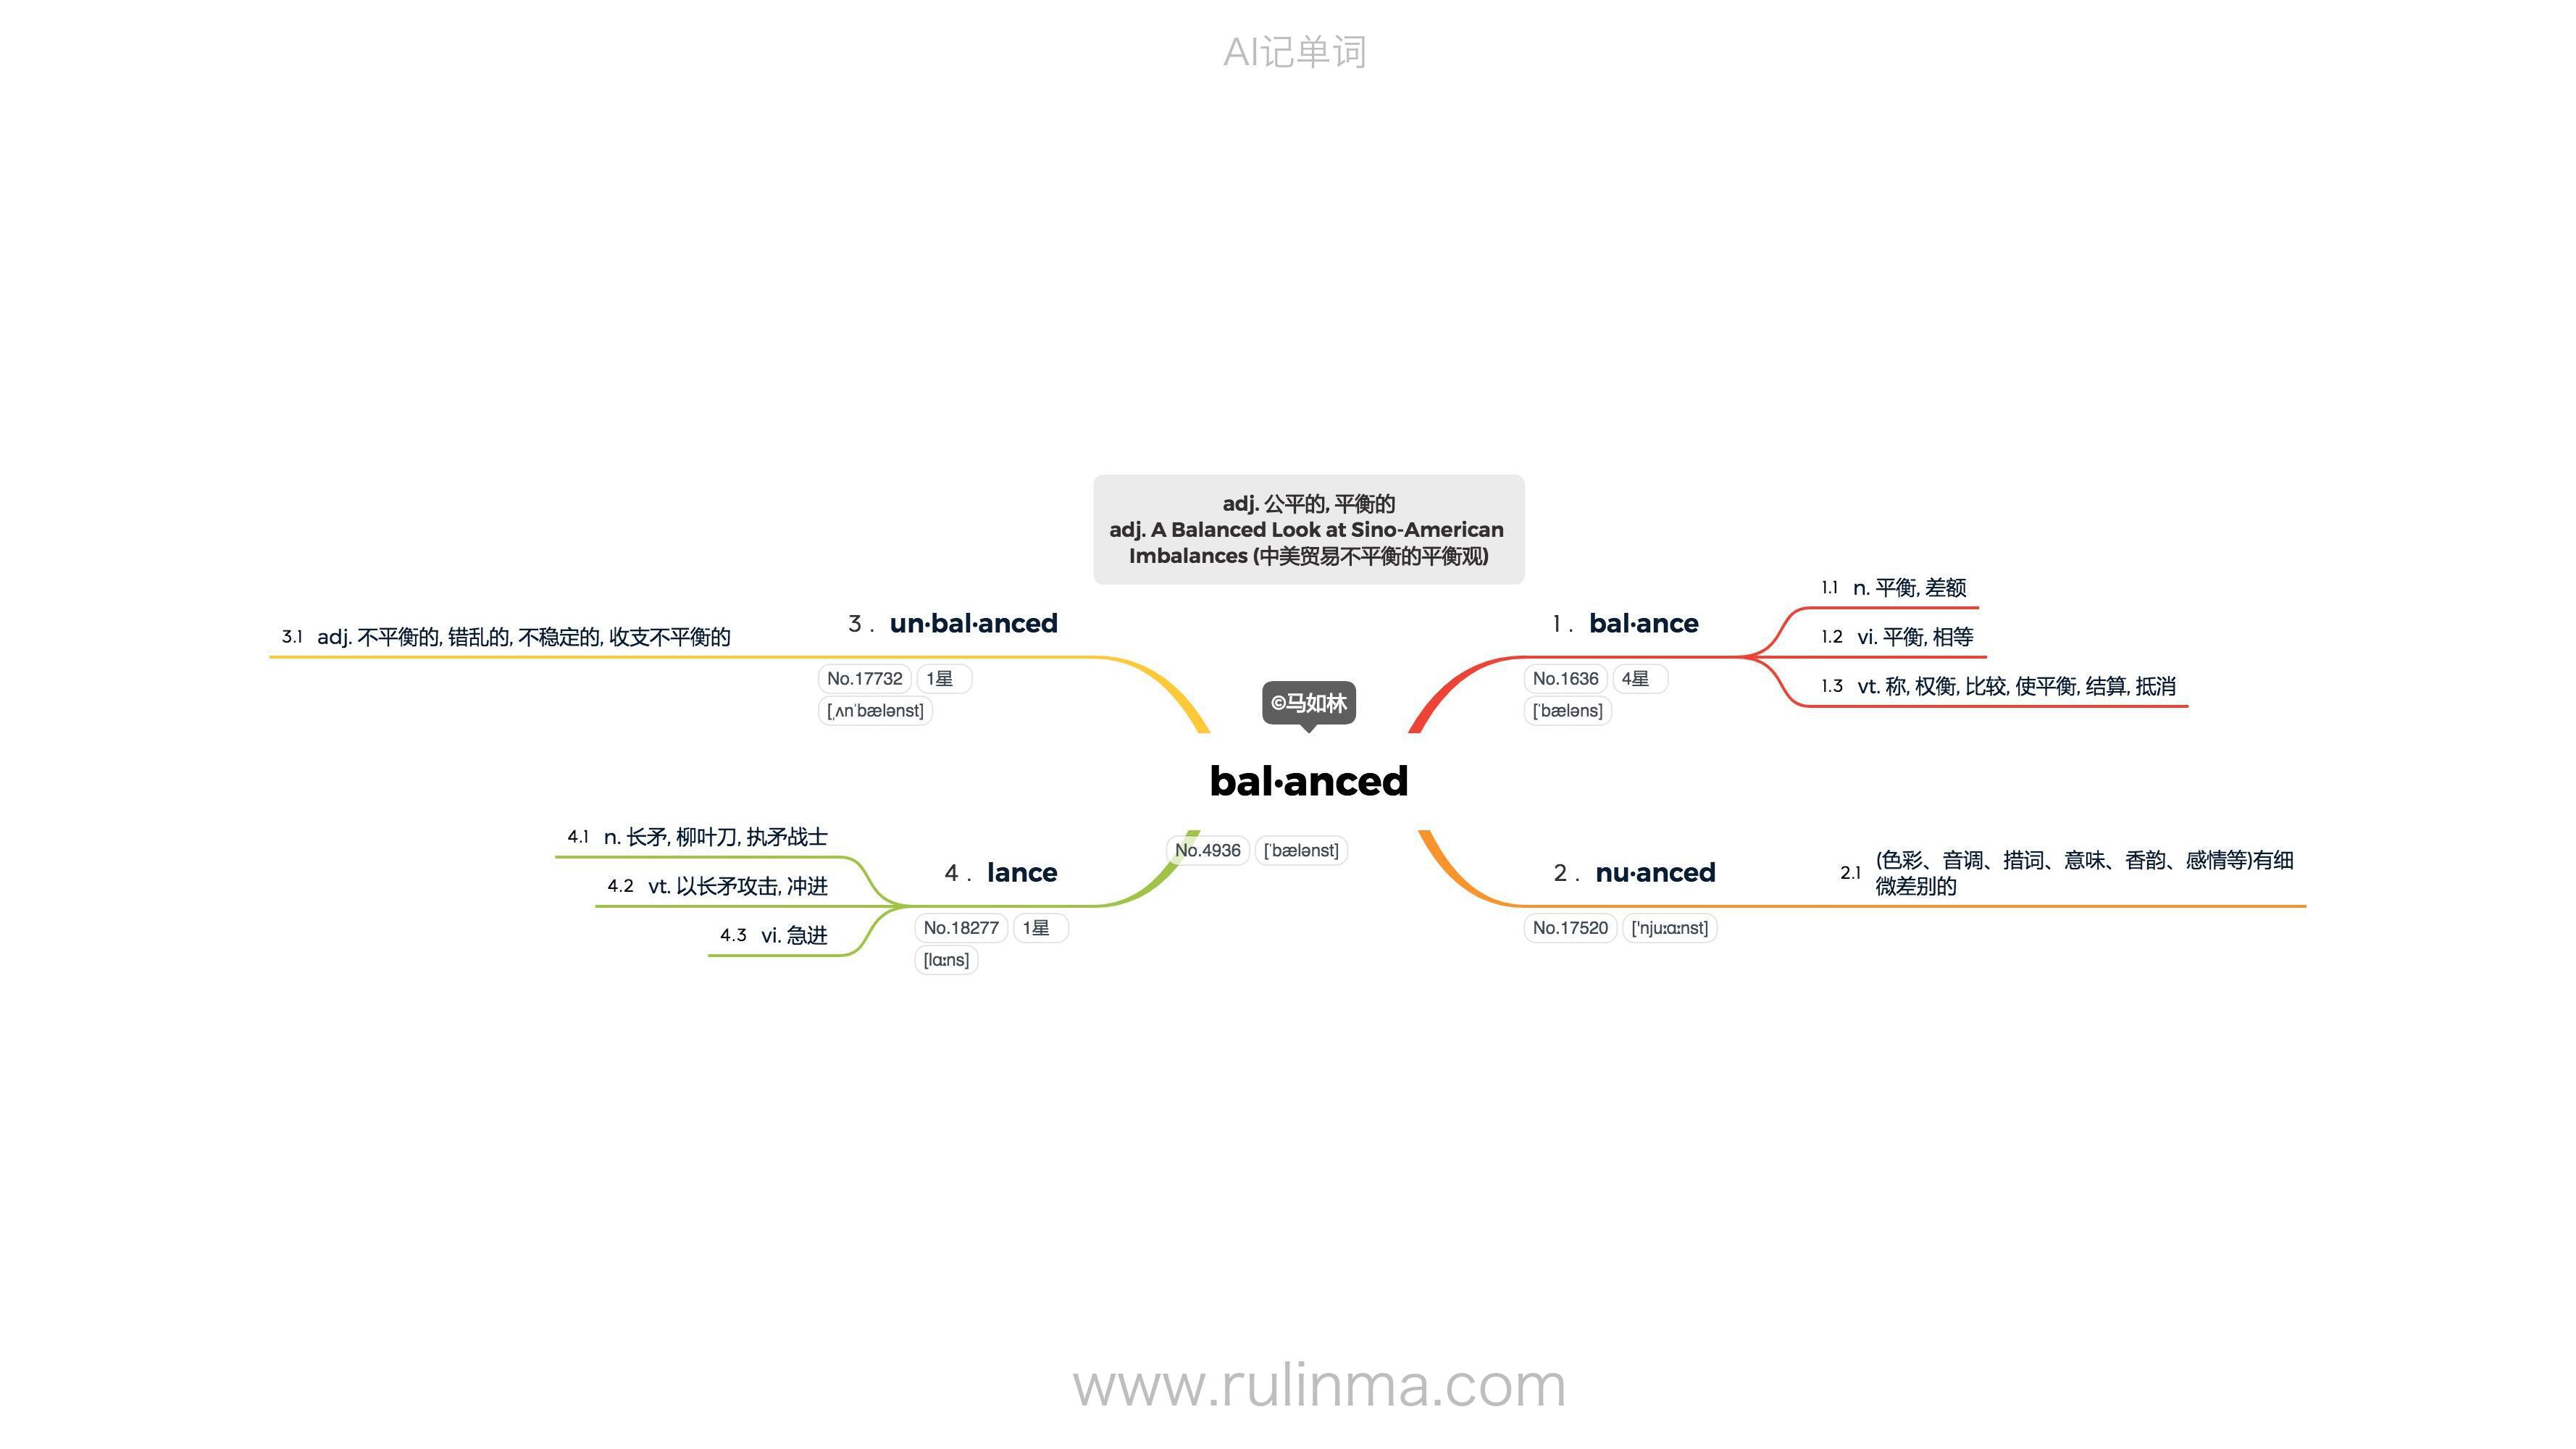 AI记单词
adj. 公平的, 平衡的
adj. A Balanced Look at Sino-American
Imbalances (中美贸易不平衡的平衡观)
©马如林
bal·anced
No.4936 [ˈbælənst]
1 . bal·ance
No.1636 4星
[ˈbæləns]
1.1 n. 平衡, 差额
1.2 vi. 平衡, 相等
1.3 vt. 称, 权衡, 比较, 使平衡, 结算, 抵消
2 . nu·anced
No.17520 ['nju:ɑ:nst]
2.1 (色彩、音调、措词、意味、香韵、感情等)有细
微差别的
3 . un·bal·anced
No.17732 1星
[ˌʌnˈbælənst]
3.1 adj. 不平衡的, 错乱的, 不稳定的, 收支不平衡的
4 . lance
No.18277 1星
[lɑːns]
4.1 n. 长矛, 柳叶刀, 执矛战士
4.2 vt. 以长矛攻击, 冲进
4.3 vi. 急进
www.rulinma.com